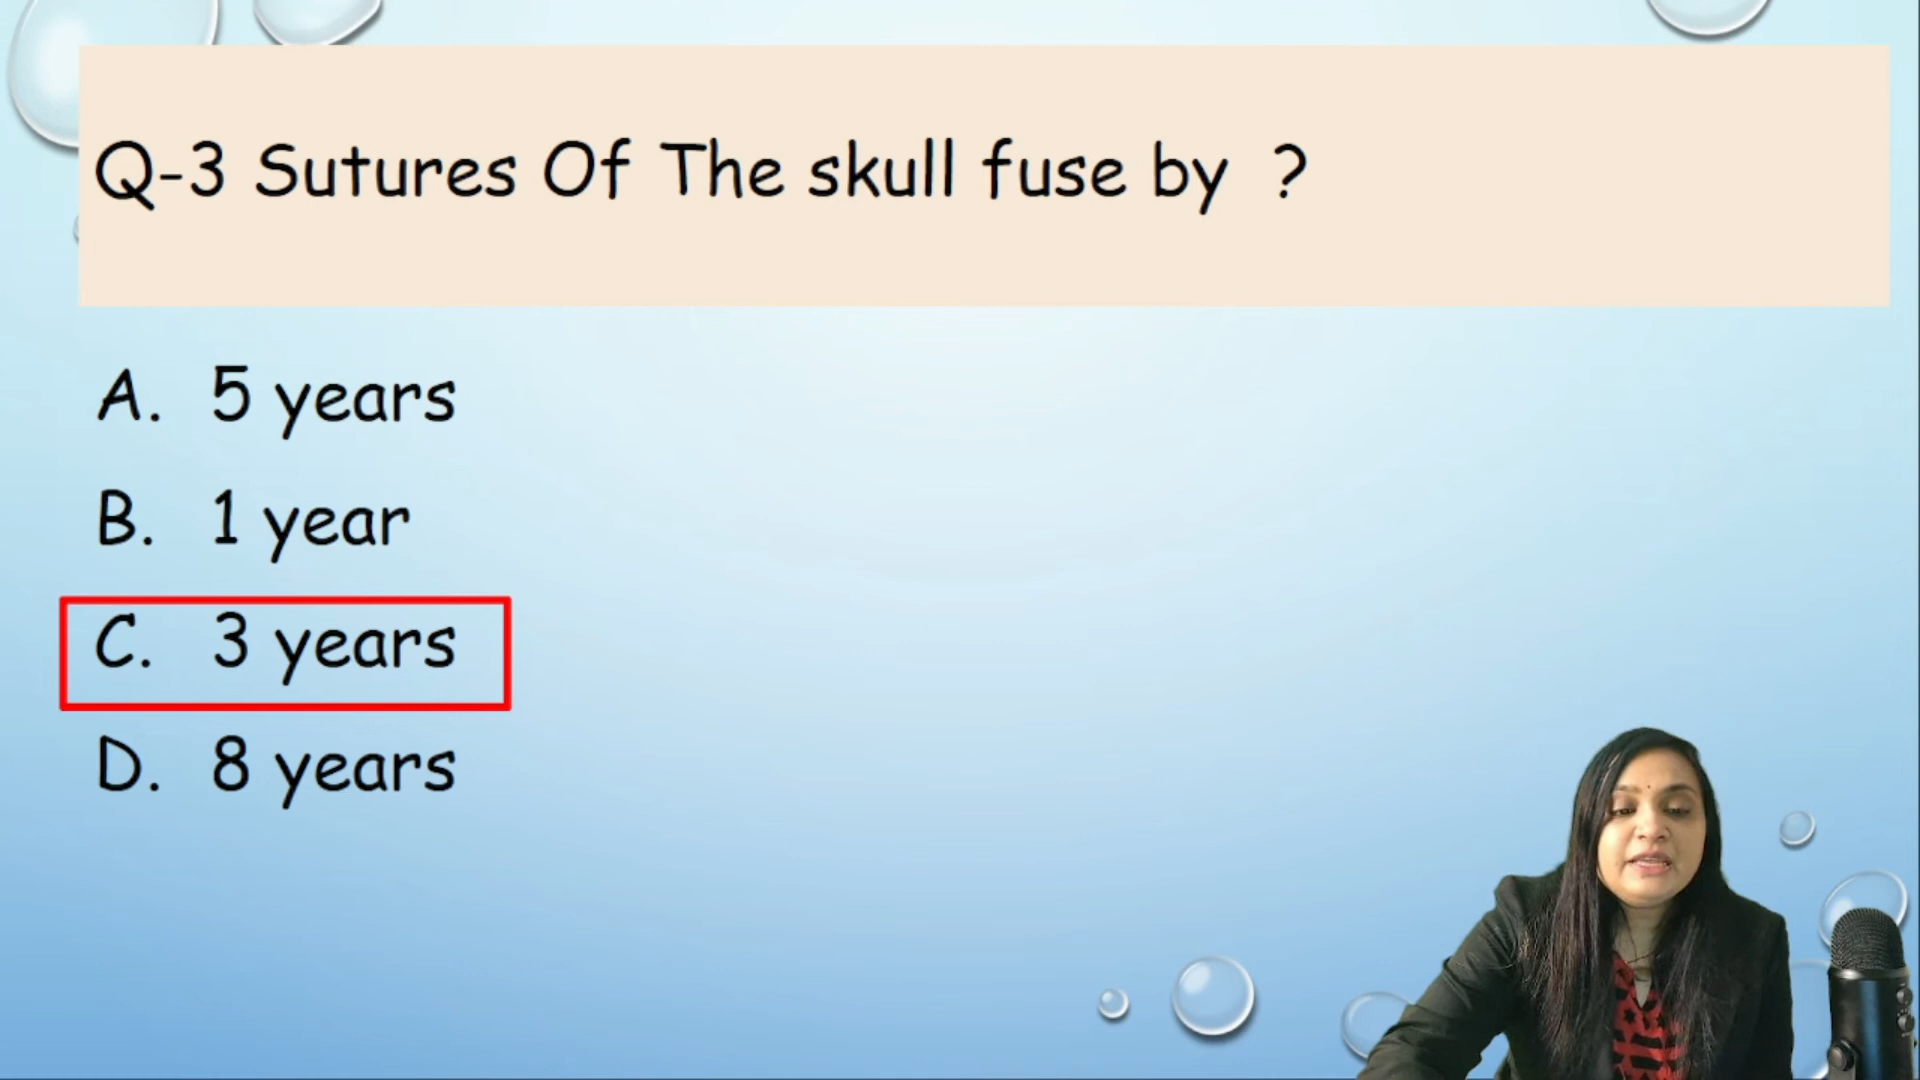 Q-3 Sutures Of The skull fuse by ?
A. 5 years
B. 1 year
C. 3 years
D. 8 years